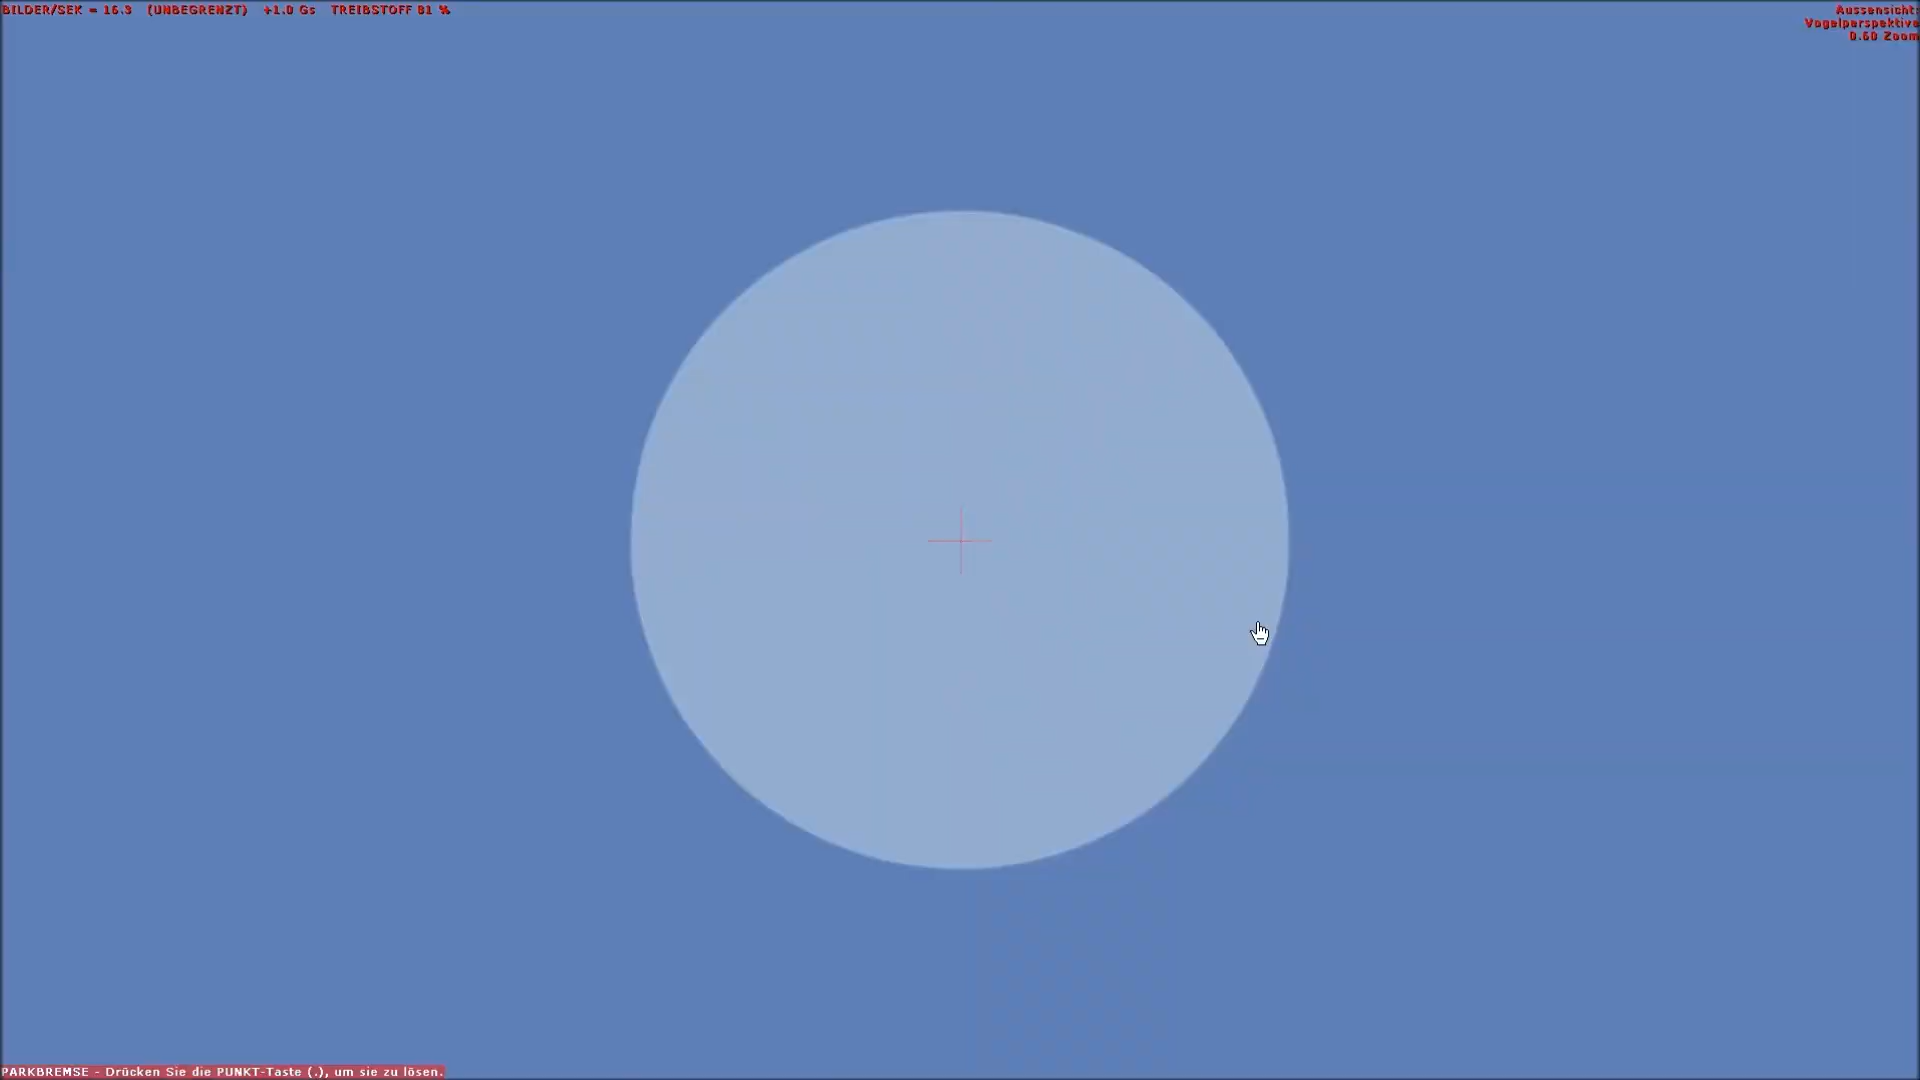 BILDER/SEK = 16.3 (UNBEGRENZT) +1.0 Gs TREIBSTOFF 81 %
Aussensicht:
Vogelperspektive
0.60 Zoom
PARKBREMSE - Drücken Sie die PUNKT-Taste (.), um sie zu lösen.